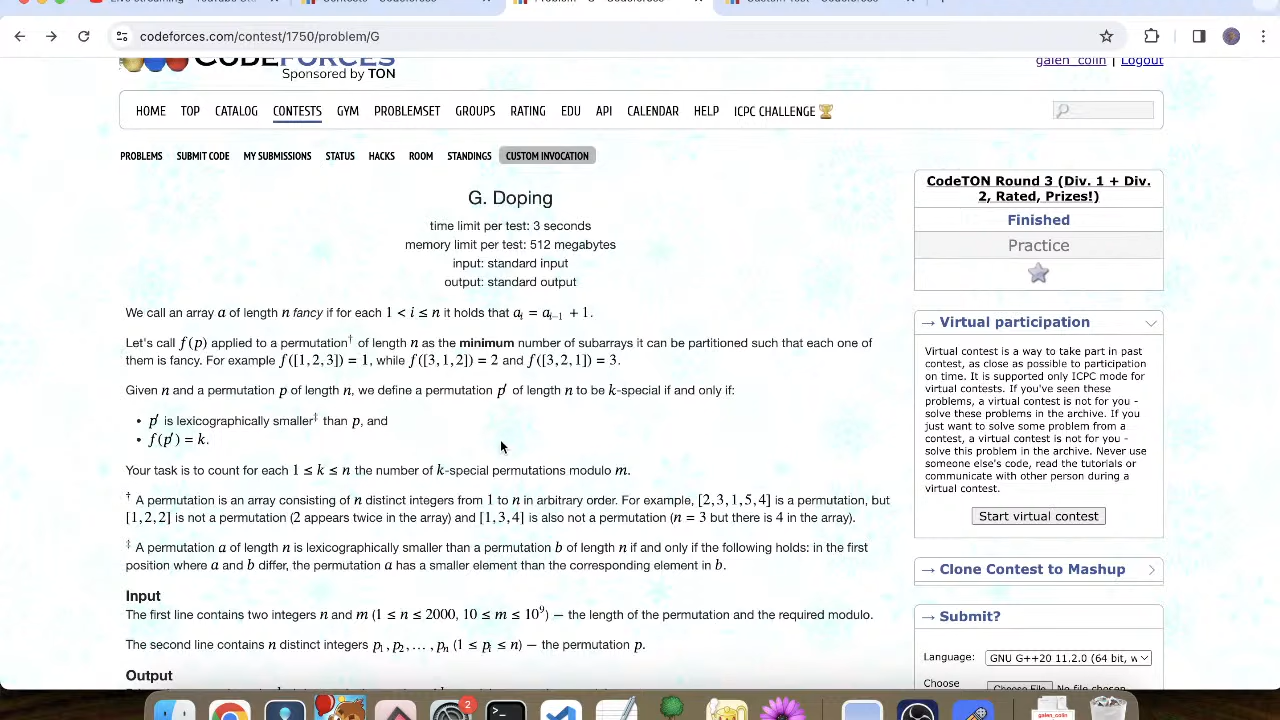 codeforces.com/contest/1750/problem/G
CODEFORCES
Sponsored by TON
galen_colin | Logout
HOME TOP CATALOG CONTESTS GYM PROBLEMSET GROUPS RATING EDU API CALENDAR HELP ICPC CHALLENGE
PROBLEMS SUBMIT CODE MY SUBMISSIONS STATUS HACKS ROOM STANDINGS CUSTOM INVOCATION
G. Doping
time limit per test: 3 seconds
memory limit per test: 512 megabytes
input: standard input
output: standard output
We call an array a of length n fancy if for each 1 < i ≤ n it holds that aᵢ = aᵢ₋₁ + 1.
Let's call f(p) applied to a permutation† of length n as the minimum number of subarrays it can be partitioned such that each one of
them is fancy. For example f([1, 2, 3]) = 1, while f([3, 1, 2]) = 2 and f([3, 2, 1]) = 3.
Given n and a permutation p of length n, we define a permutation p′ of length n to be k-special if and only if:
• p′ is lexicographically smaller‡ than p, and
• f(p′) = k.
Your task is to count for each 1 ≤ k ≤ n the number of k-special permutations modulo m.
† A permutation is an array consisting of n distinct integers from 1 to n in arbitrary order. For example, [2, 3, 1, 5, 4] is a permutation, but
[1, 2, 2] is not a permutation (2 appears twice in the array) and [1, 3, 4] is also not a permutation (n = 3 but there is 4 in the array).
‡ A permutation a of length n is lexicographically smaller than a permutation b of length n if and only if the following holds: in the first
position where a and b differ, the permutation a has a smaller element than the corresponding element in b.
Input
The first line contains two integers n and m (1 ≤ n ≤ 2000, 10 ≤ m ≤ 10⁹) — the length of the permutation and the required modulo.
The second line contains n distinct integers p₁, p₂, … , pₙ (1 ≤ pᵢ ≤ n) — the permutation p.
Output
CodeTON Round 3 (Div. 1 + Div.
2, Rated, Prizes!)
Finished
Practice
→ Virtual participation
Virtual contest is a way to take part in past
contest, as close as possible to participation
on time. It is supported only ICPC mode for
virtual contests. If you've seen these
problems, a virtual contest is not for you -
solve these problems in the archive. If you
just want to solve some problem from a
contest, a virtual contest is not for you -
solve this problem in the archive. Never use
someone else's code, read the tutorials or
communicate with other person during a
virtual contest.
Start virtual contest
→ Clone Contest to Mashup
→ Submit?
Language: GNU G++20 11.2.0 (64 bit, w
Choose
2
galen_colin